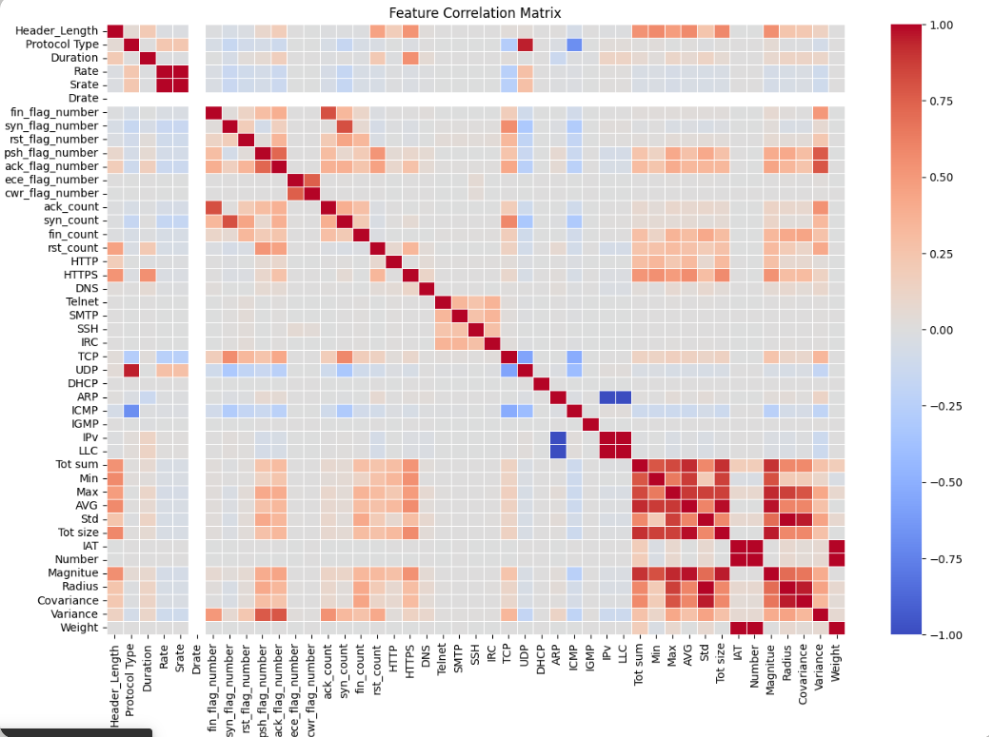 Feature Correlation Matrix
Header_Length
Protocol Type
Duration
Rate
Srate
Drate
fin_flag_number
syn_flag_number
rst_flag_number
psh_flag_number
ack_flag_number
ece_flag_number
cwr_flag_number
ack_count
syn_count
fin_count
rst_count
HTTP
HTTPS
DNS
Telnet
SMTP
SSH
IRC
TCP
UDP
DHCP
ARP
ICMP
IGMP
IPv
LLC
Tot sum
Min
Max
AVG
Std
Tot size
IAT
Number
Magnitue
Radius
Covariance
Variance
Weight
Header_Length
Protocol Type
Duration
Rate
Srate
Drate
fin_flag_number
syn_flag_number
rst_flag_number
psh_flag_number
ack_flag_number
ece_flag_number
cwr_flag_number
ack_count
syn_count
fin_count
rst_count
HTTP
HTTPS
DNS
Telnet
SMTP
SSH
IRC
TCP
UDP
DHCP
ARP
ICMP
IGMP
IPv
LLC
Tot sum
Min
Max
AVG
Std
Tot size
IAT
Number
Magnitue
Radius
Covariance
Variance
Weight
1.00
0.75
0.50
0.25
0.00
−0.25
−0.50
−0.75
−1.00